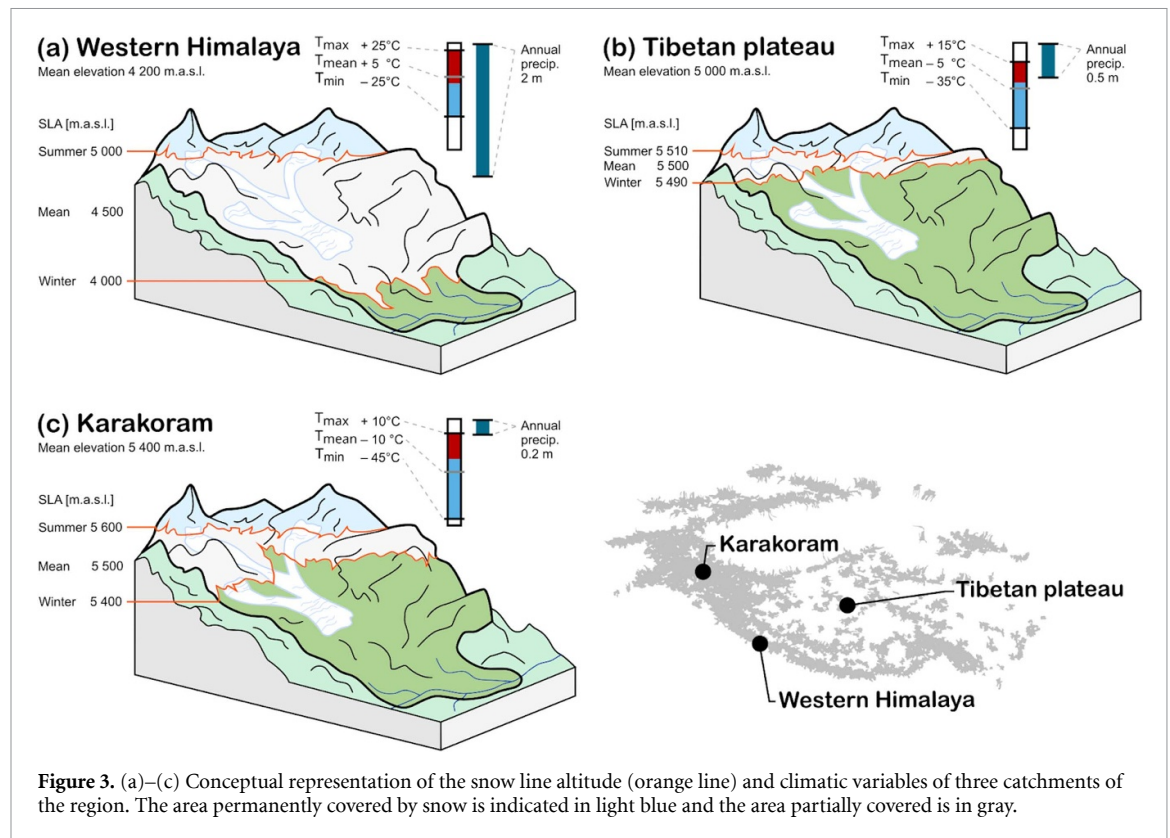 (a) Western Himalaya
Mean elevation 4 200 m.a.s.l.
Tmax + 25°C
Tmean + 5 °C
Tmin − 25°C
Annual
precip.
2 m
SLA [m.a.s.l.]
Summer 5 000
Mean 4 500
Winter 4 000
(b) Tibetan plateau
Mean elevation 5 000 m.a.s.l.
Tmax + 15°C
Tmean − 5 °C
Tmin − 35°C
Annual
precip.
0.5 m
SLA [m.a.s.l.]
Summer 5 510
Mean 5 500
Winter 5 490
(c) Karakoram
Mean elevation 5 400 m.a.s.l.
Tmax + 10°C
Tmean − 10 °C
Tmin − 45°C
Annual
precip.
0.2 m
SLA [m.a.s.l.]
Summer 5 600
Mean 5 500
Winter 5 400
Karakoram
Tibetan plateau
Western Himalaya
Figure 3. (a)–(c) Conceptual representation of the snow line altitude (orange line) and climatic variables of three catchments of
the region. The area permanently covered by snow is indicated in light blue and the area partially covered is in gray.